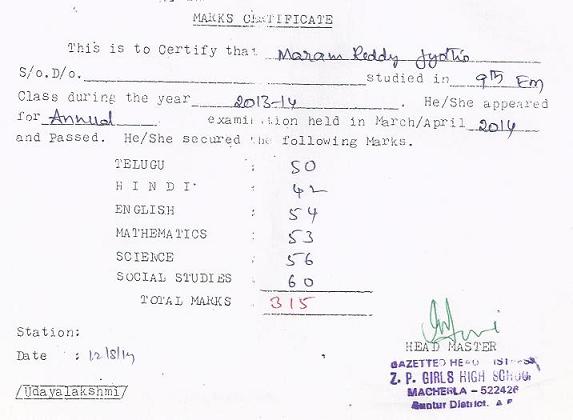 MARKS CERTIFICATE
This is to Certify that Maram Reddy Jyothi
S/o.D/o. studied in 9th EM
Class during the year 2013-14 . He/She appeared
for Annual examination held in March/April 2014
and Passed. He/She secured the following Marks.
TELUGU : 50
HINDI : 42
ENGLISH : 54
MATHEMATICS : 53
SCIENCE : 56
SOCIAL STUDIES : 60
TOTAL MARKS : 315
Station:
Date : 12/8/14
HEAD MASTER
GAZETTED HEAD
Z. P. GIRLS HIGH SCHOOL
MACHERLA - 522426
Guntur District. A.P.
/Udayalakshmi/